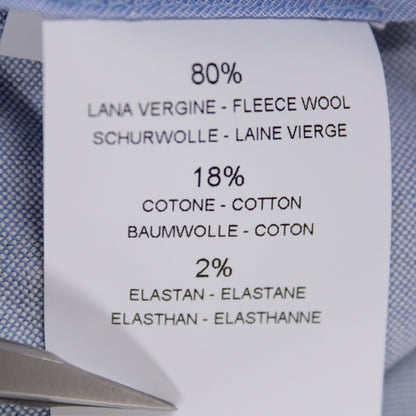 80%
LANA VERGINE - FLEECE WOOL
SCHURWOLLE - LAINE VIERGE
18%
COTONE - COTTON
BAUMWOLLE - COTON
2%
ELASTAN - ELASTANE
ELASTHAN - ELASTHANNE